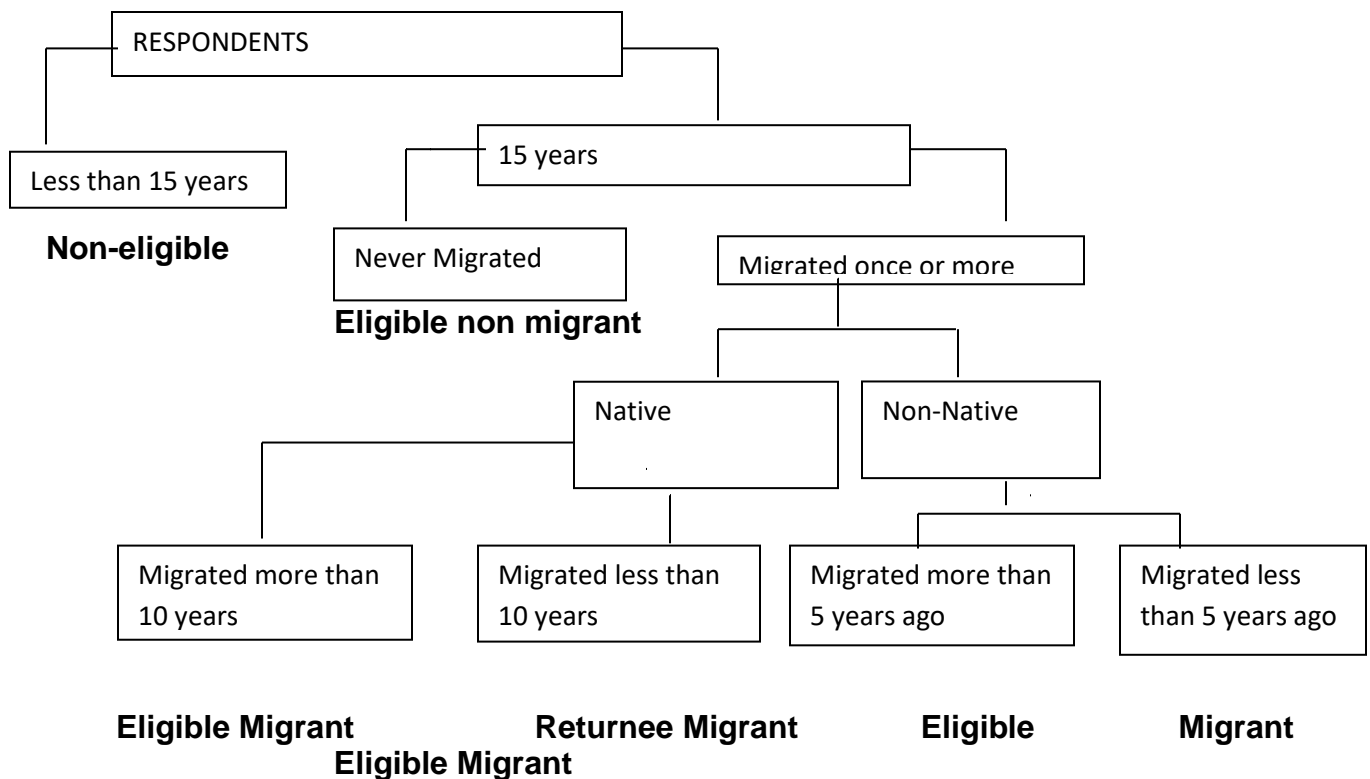 RESPONDENTS
Less than 15 years
15 years
Non-eligible
Never Migrated
Migrated once or more
Eligible non migrant
Native
Non-Native
Migrated more than
10 years
Migrated less than
10 years
Migrated more than
5 years ago
Migrated less
than 5 years ago
Eligible Migrant
Returnee Migrant
Eligible
Migrant
Eligible Migrant